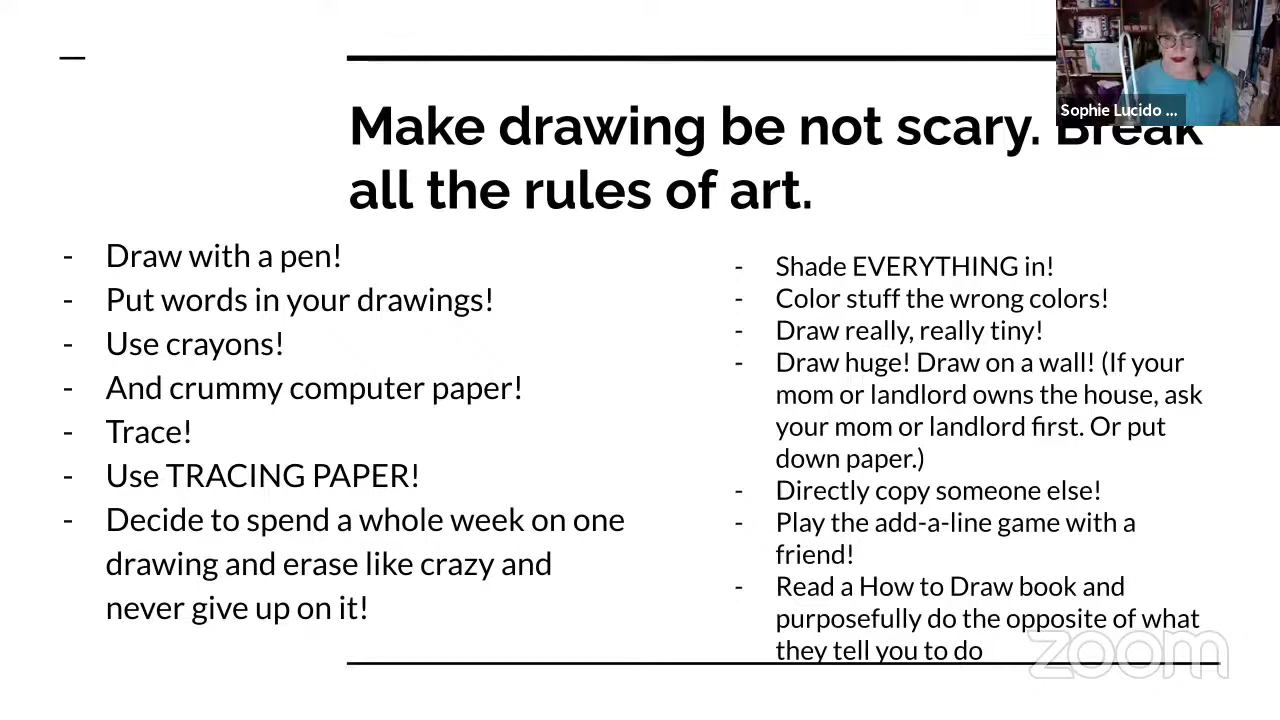 Make drawing be not scary. Break
all the rules of art.
- Draw with a pen!
- Put words in your drawings!
- Use crayons!
- And crummy computer paper!
- Trace!
- Use TRACING PAPER!
- Decide to spend a whole week on one
drawing and erase like crazy and
never give up on it!
- Shade EVERYTHING in!
- Color stuff the wrong colors!
- Draw really, really tiny!
- Draw huge! Draw on a wall! (If your
mom or landlord owns the house, ask
your mom or landlord first. Or put
down paper.)
- Directly copy someone else!
- Play the add-a-line game with a
friend!
- Read a How to Draw book and
purposefully do the opposite of what
they tell you to do
Sophie Lucido ...
zoom